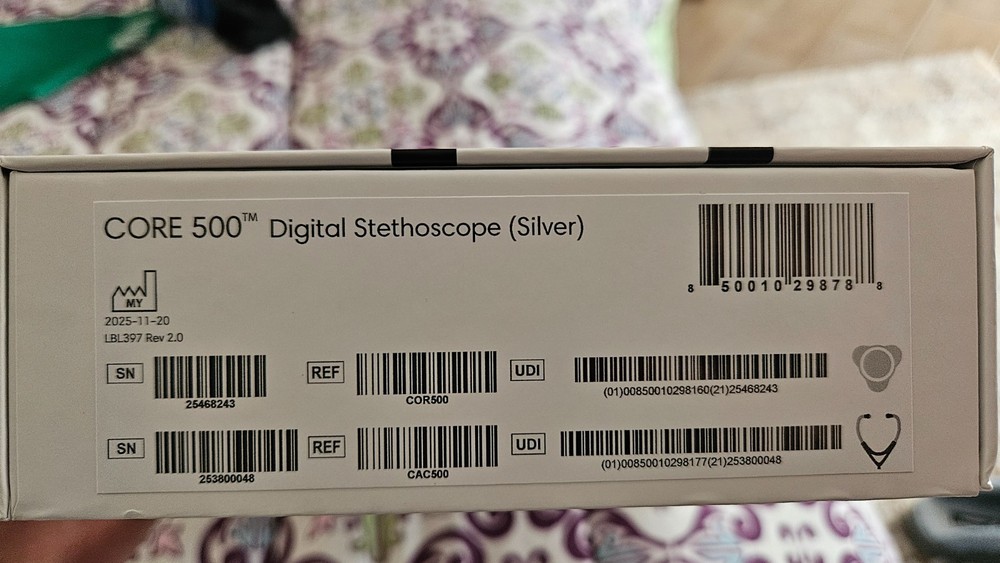 CORE 500™ Digital Stethoscope (Silver)
8 50010 29878 8
MY
2025-11-20
LBL397 Rev 2.0
SN
25468243
REF
COR500
UDI
(01)00850010298160(21)25468243
SN
253800048
REF
CAC500
UDI
(01)00850010298177(21)253800048